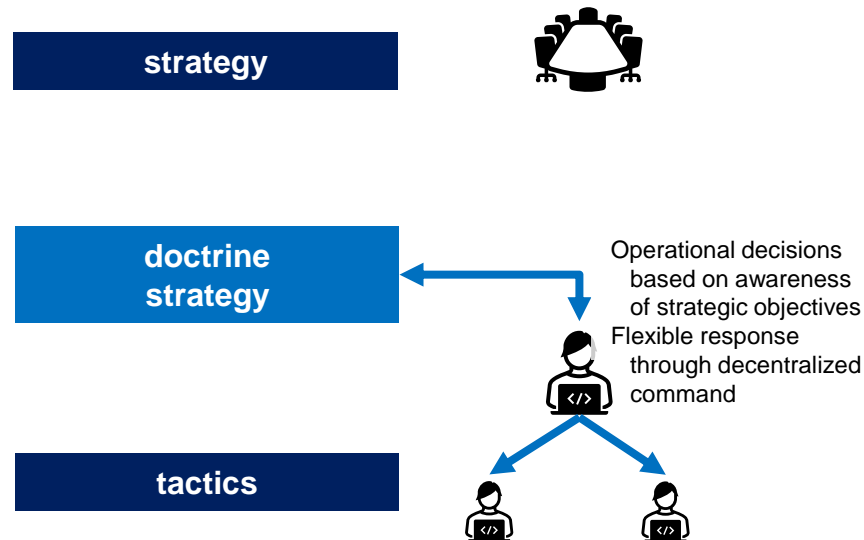 strategy
doctrine
strategy
Operational decisions
based on awareness
of strategic objectives
Flexible response
through decentralized
command
</>
tactics
</>
</>